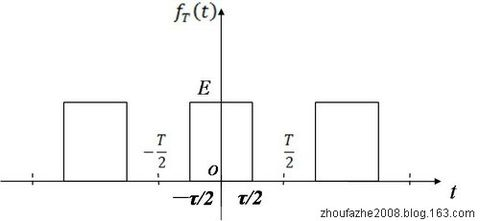 f_T(t)
E
-T/2
T/2
o
-τ/2
τ/2
t
zhoufazhe2008.blog.163.com